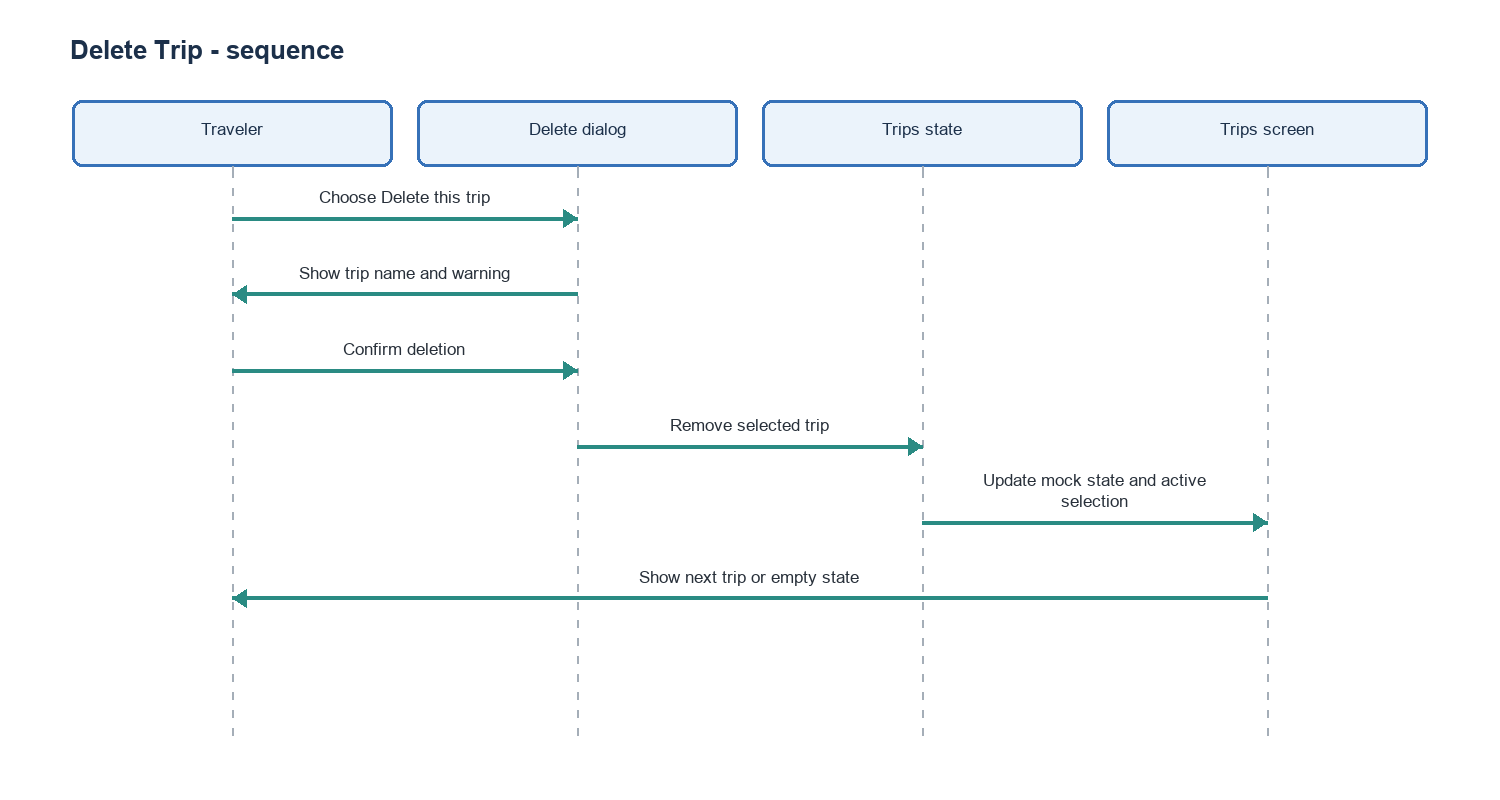 Delete Trip - sequence
Traveler
Delete dialog
Trips state
Trips screen
Choose Delete this trip
Show trip name and warning
Confirm deletion
Remove selected trip
Update mock state and active
selection
Show next trip or empty state